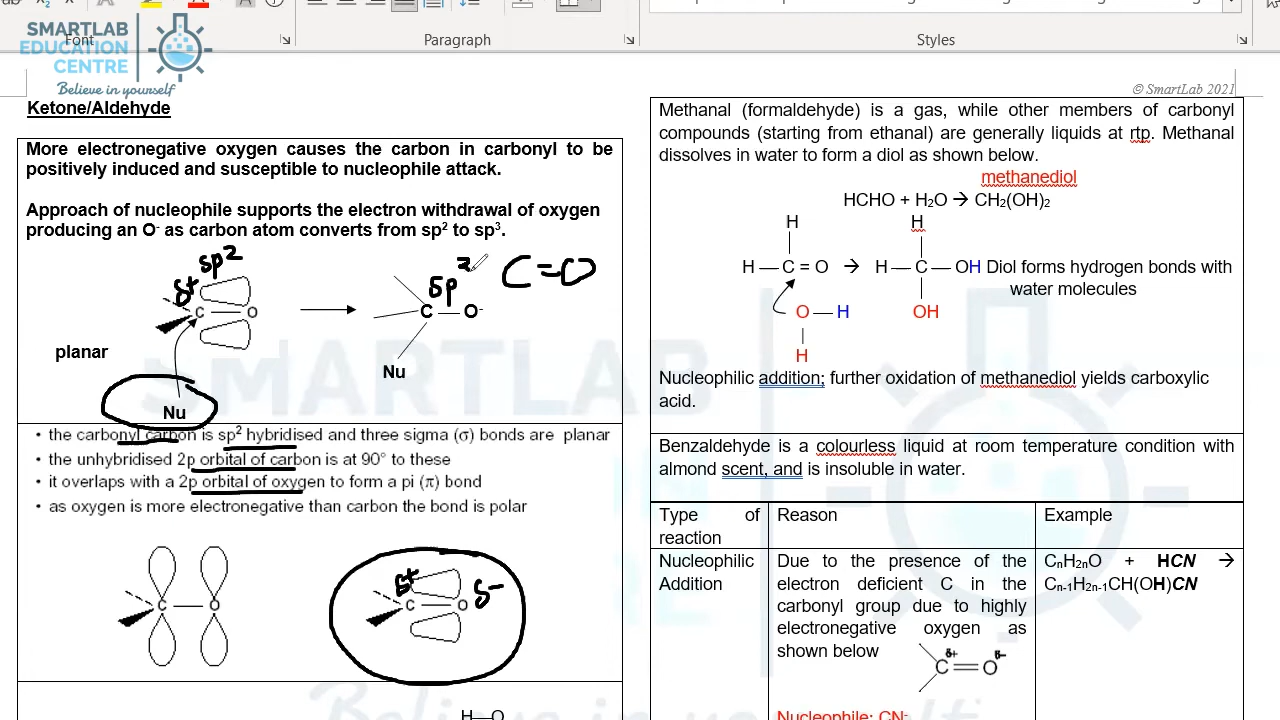 SMARTLAB
EDUCATION
CENTRE
Believe in yourself
Font
Paragraph
Styles
© SmartLab 2021
Ketone/Aldehyde
More electronegative oxygen causes the carbon in carbonyl to be
positively induced and susceptible to nucleophile attack.
Approach of nucleophile supports the electron withdrawal of oxygen
producing an O⁻ as carbon atom converts from sp² to sp³.
sp²
δ+
C
O
sp
C=O
C — O⁻
planar
Nu
Nu
• the carbonyl carbon is sp² hybridised and three sigma (σ) bonds are planar
• the unhybridised 2p orbital of carbon is at 90° to these
• it overlaps with a 2p orbital of oxygen to form a pi (π) bond
• as oxygen is more electronegative than carbon the bond is polar
C
O
δ+
C
O
δ-
H—O
Methanal (formaldehyde) is a gas, while other members of carbonyl
compounds (starting from ethanal) are generally liquids at rtp. Methanal
dissolves in water to form a diol as shown below.
methanediol
HCHO + H₂O → CH₂(OH)₂
H
H
H — C = O → H — C — OH Diol forms hydrogen bonds with
water molecules
O — H
OH
H
Nucleophilic addition; further oxidation of methanediol yields carboxylic
acid.
Benzaldehyde is a colourless liquid at room temperature condition with
almond scent, and is insoluble in water.
Type of
reaction
Reason
Example
Nucleophilic
Addition
Due to the presence of the
electron deficient C in the
carbonyl group due to highly
electronegative oxygen as
shown below
δ+
δ-
C
O
Nucleophile: CN⁻
CₙH₂ₙO + HCN →
Cₙ₋₁H₂ₙ₋₁CH(OH)CN
SMARTLAB
Believe in yourself